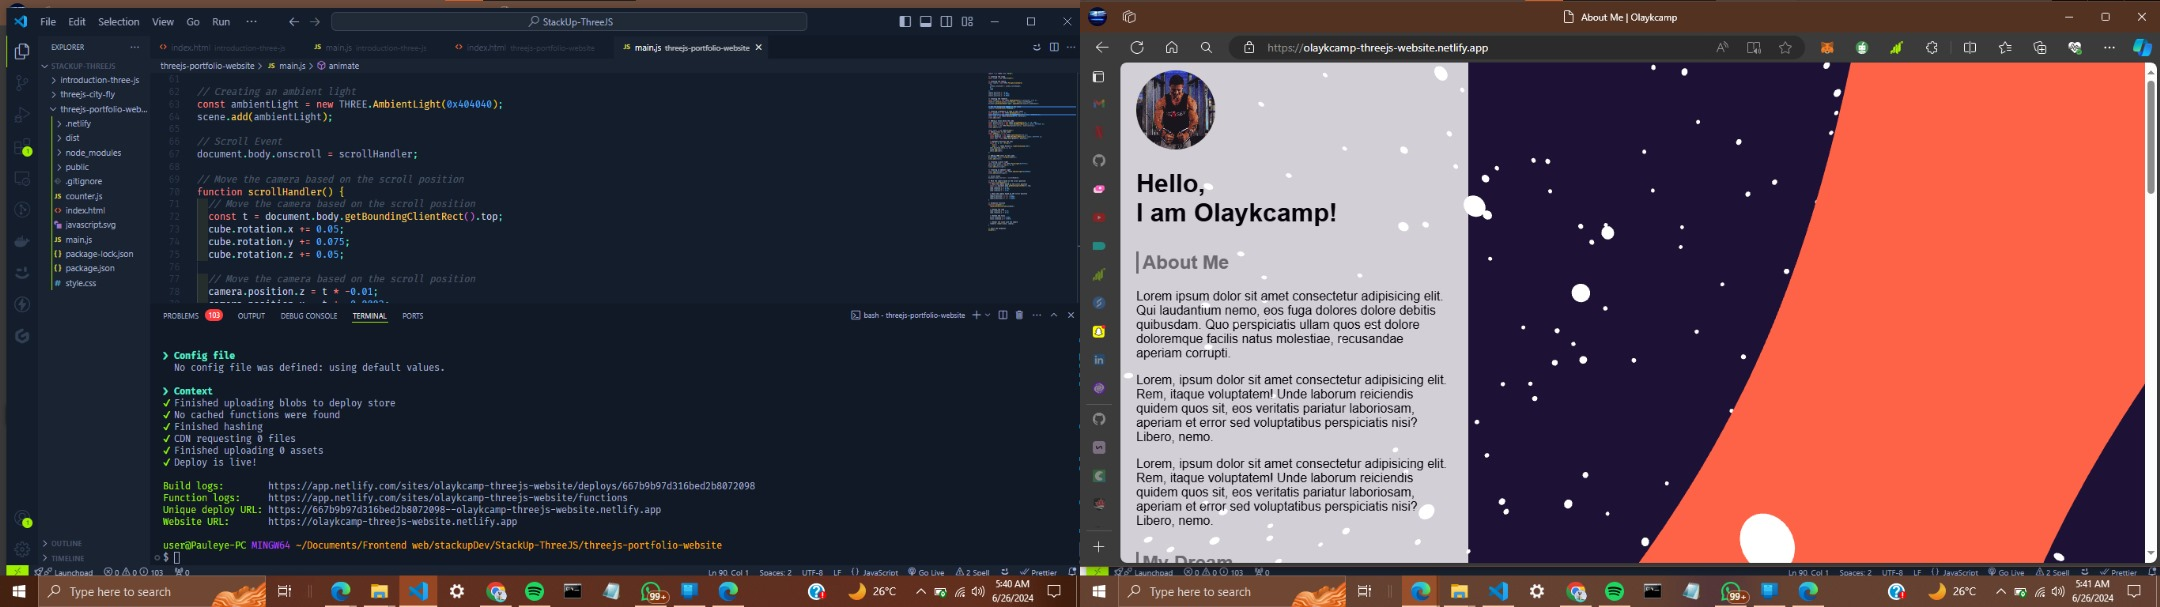 File Edit Selection View Go Run ···
StackUp-ThreeJS
EXPLORER
STACKUP-THREEJS
introduction-three-js
threejs-city-fly
threejs-portfolio-web...
.netlify
dist
node_modules
public
.gitignore
counter.js
index.html
javascript.svg
main.js
package-lock.json
package.json
style.css
OUTLINE
TIMELINE
index.html introduction-three-js
main.js introduction-three-js
index.html threejs-portfolio-website
main.js threejs-portfolio-website
threejs-portfolio-website > JS main.js > animate
61
62 // Creating an ambient light
63 const ambientLight = new THREE.AmbientLight(0x404040);
64 scene.add(ambientLight);
65
66 // Scroll Event
67 document.body.onscroll = scrollHandler;
68
69 // Move the camera based on the scroll position
70 function scrollHandler() {
71 // Move the camera based on the scroll position
72 const t = document.body.getBoundingClientRect().top;
73 cube.rotation.x += 0.05;
74 cube.rotation.y += 0.075;
75 cube.rotation.z += 0.05;
76
77 // Move the camera based on the scroll position
78 camera.position.z = t * -0.01;
PROBLEMS 103 OUTPUT DEBUG CONSOLE TERMINAL PORTS
bash - threejs-portfolio-website
❯ Config file
No config file was defined: using default values.
❯ Context
✔ Finished uploading blobs to deploy store
✔ No cached functions were found
✔ Finished hashing
✔ CDN requesting 0 files
✔ Finished uploading 0 assets
✔ Deploy is live!
Build logs: https://app.netlify.com/sites/olaykcamp-threejs-website/deploys/667b9b97d316bed2b8072098
Function logs: https://app.netlify.com/sites/olaykcamp-threejs-website/functions
Unique deploy URL: https://667b9b97d316bed2b8072098--olaykcamp-threejs-website.netlify.app
Website URL: https://olaykcamp-threejs-website.netlify.app
user@Pauleye-PC MINGW64 ~/Documents/Frontend web/stackupDev/StackUp-ThreeJS/threejs-portfolio-website
$
Launchpad 0 0 103 0
Ln 90, Col 1 Spaces: 2 UTF-8 LF {} JavaScript Go Live 2 Spell Prettier
Type here to search
99+
26°C
5:40 AM
6/26/2024
About Me | Olaykcamp
https://olaykcamp-threejs-website.netlify.app
Hello,
I am Olaykcamp!
About Me
Lorem ipsum dolor sit amet consectetur adipisicing elit.
Qui laudantium nemo, eos fuga dolores dolore debitis
quibusdam. Quo perspiciatis ullam quos est dolore
doloremque facilis natus molestiae, recusandae
aperiam corrupti.
Lorem, ipsum dolor sit amet consectetur adipisicing elit.
Rem, itaque voluptatem! Unde laborum reiciendis
quidem quos sit, eos veritatis pariatur laboriosam,
aperiam et error sed voluptatibus perspiciatis nisi?
Libero, nemo.
Lorem, ipsum dolor sit amet consectetur adipisicing elit.
Rem, itaque voluptatem! Unde laborum reiciendis
quidem quos sit, eos veritatis pariatur laboriosam,
aperiam et error sed voluptatibus perspiciatis nisi?
Libero, nemo.
My Dream
Launchpad 0 0 103 0
Ln 90, Col 1 Spaces: 2 UTF-8 LF {} JavaScript Go Live 2 Spell Prettier
Type here to search
99+
26°C
5:41 AM
6/26/2024